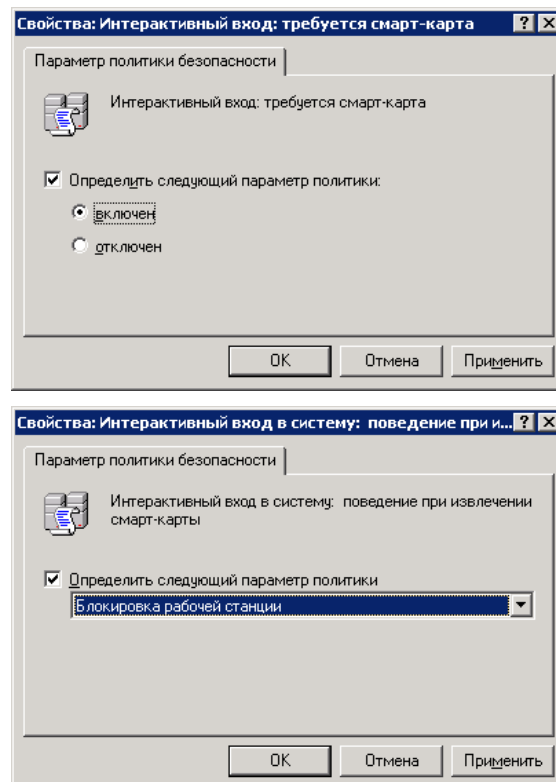 Свойства: Интерактивный вход: требуется смарт-карта
Параметр политики безопасности
Интерактивный вход: требуется смарт-карта
Определить следующий параметр политики:
включен
отключен
OK
Отмена
Применить
Свойства: Интерактивный вход в систему: поведение при и...
Параметр политики безопасности
Интерактивный вход в систему: поведение при извлечении
смарт-карты
Определить следующий параметр политики
Блокировка рабочей станции
OK
Отмена
Применить